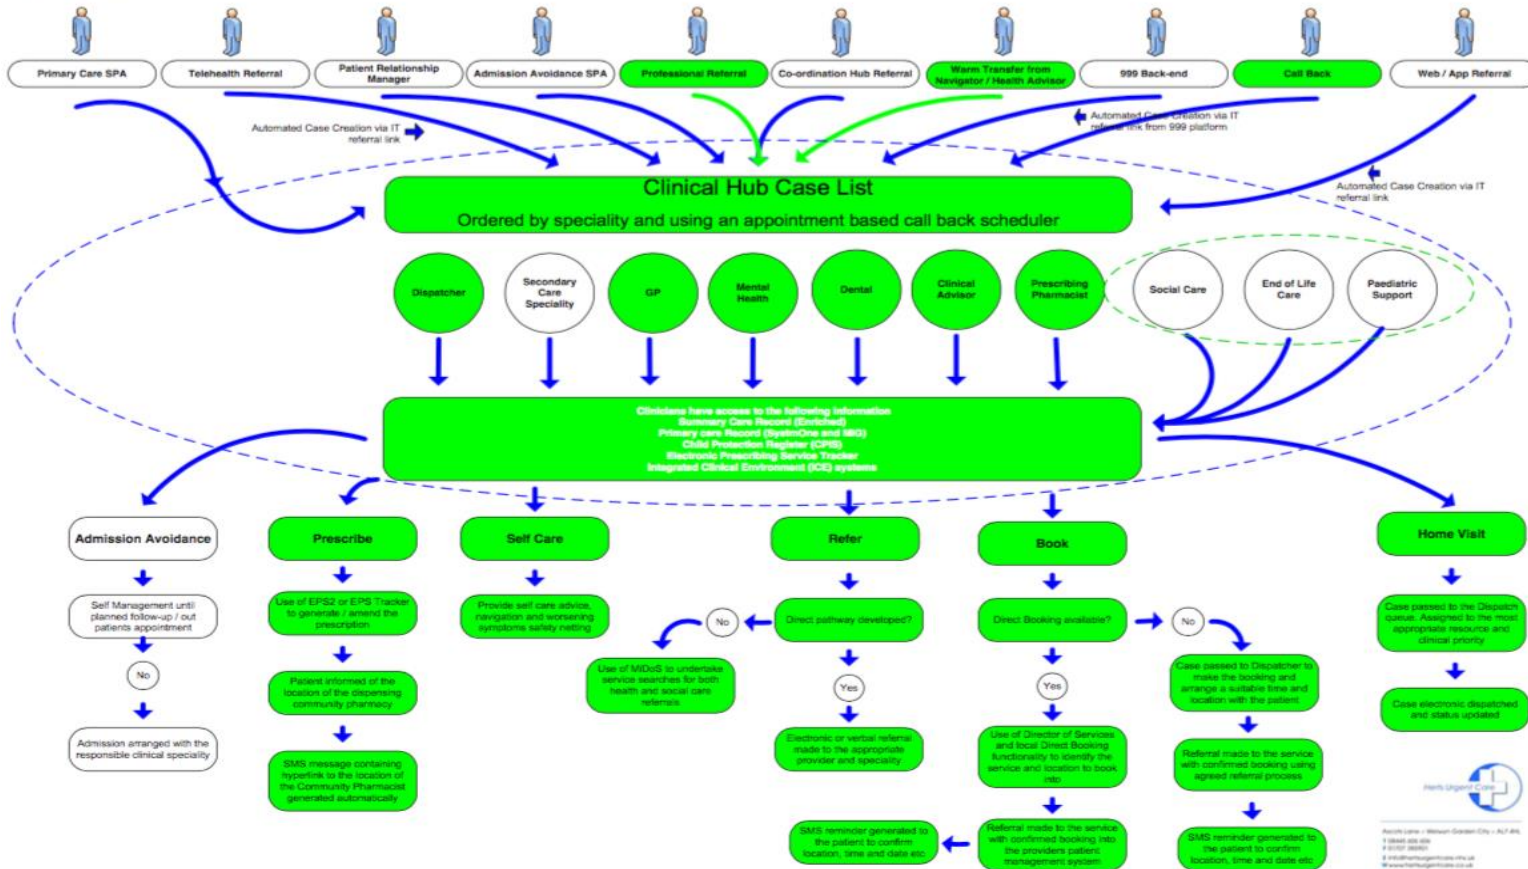 Primary Care SPA
Telehealth Referral
Patient Relationship
Manager
Admission Avoidance SPA
Professional Referral
Co-ordination Hub Referral
Warm Transfer from
Navigator / Health Advisor
999 Back-end
Call Back
Web / App Referral
Automated Case Creation via IT
referral link
Automated Case Creation via IT
referral link from 999 platform
Automated Case Creation via IT
referral link
Clinical Hub Case List
Ordered by speciality and using an appointment based call back scheduler
Dispatcher
Secondary
Care
Speciality
GP
Mental
Health
Dental
Clinical
Advisor
Prescribing
Pharmacist
Social Care
End of Life
Care
Paediatric
Support
Clinicians have access to the following information
Summary Care Record (Enriched)
Primary care Record (SystmOne and MIG)
Child Protection Register (CPIS)
Electronic Prescribing Service Tracker
Integrated Clinical Environment (ICE) systems
Admission Avoidance
Prescribe
Self Care
Refer
Book
Home Visit
Self Management until
planned follow-up / out
patients appointment
No
Admission arranged with the
responsible clinical speciality
Use of EPS2 or EPS Tracker
to generate / amend the
prescription
Patient informed of the
location of the dispensing
community pharmacy
SMS message containing
hyperlink to the location of
the Community Pharmacist
generated automatically
Provide self care advice,
navigation and worsening
symptoms safety netting
Direct pathway developed?
No
Use of MiDoS to undertake
service searches for both
health and social care
referrals
Yes
Electronic or verbal referral
made to the appropriate
provider and speciality
Direct Booking available?
No
Yes
Use of Director of Services
and local Direct Booking
functionality to identify the
service and location to book
into
Referral made to the service
with confirmed booking into
the providers patient
management system
SMS reminder generated to
the patient to confirm
location, time and date etc
Case passed to Dispatcher to
make the booking and
arrange a suitable time and
location with the patient
Referral made to the service
with confirmed booking using
agreed referral process
SMS reminder generated to
the patient to confirm
location, time and date etc
Case passed to the Dispatch
queue. Assigned to the most
appropriate resource and
clinical priority
Case electronic dispatched
and status updated
Herts Urgent Care